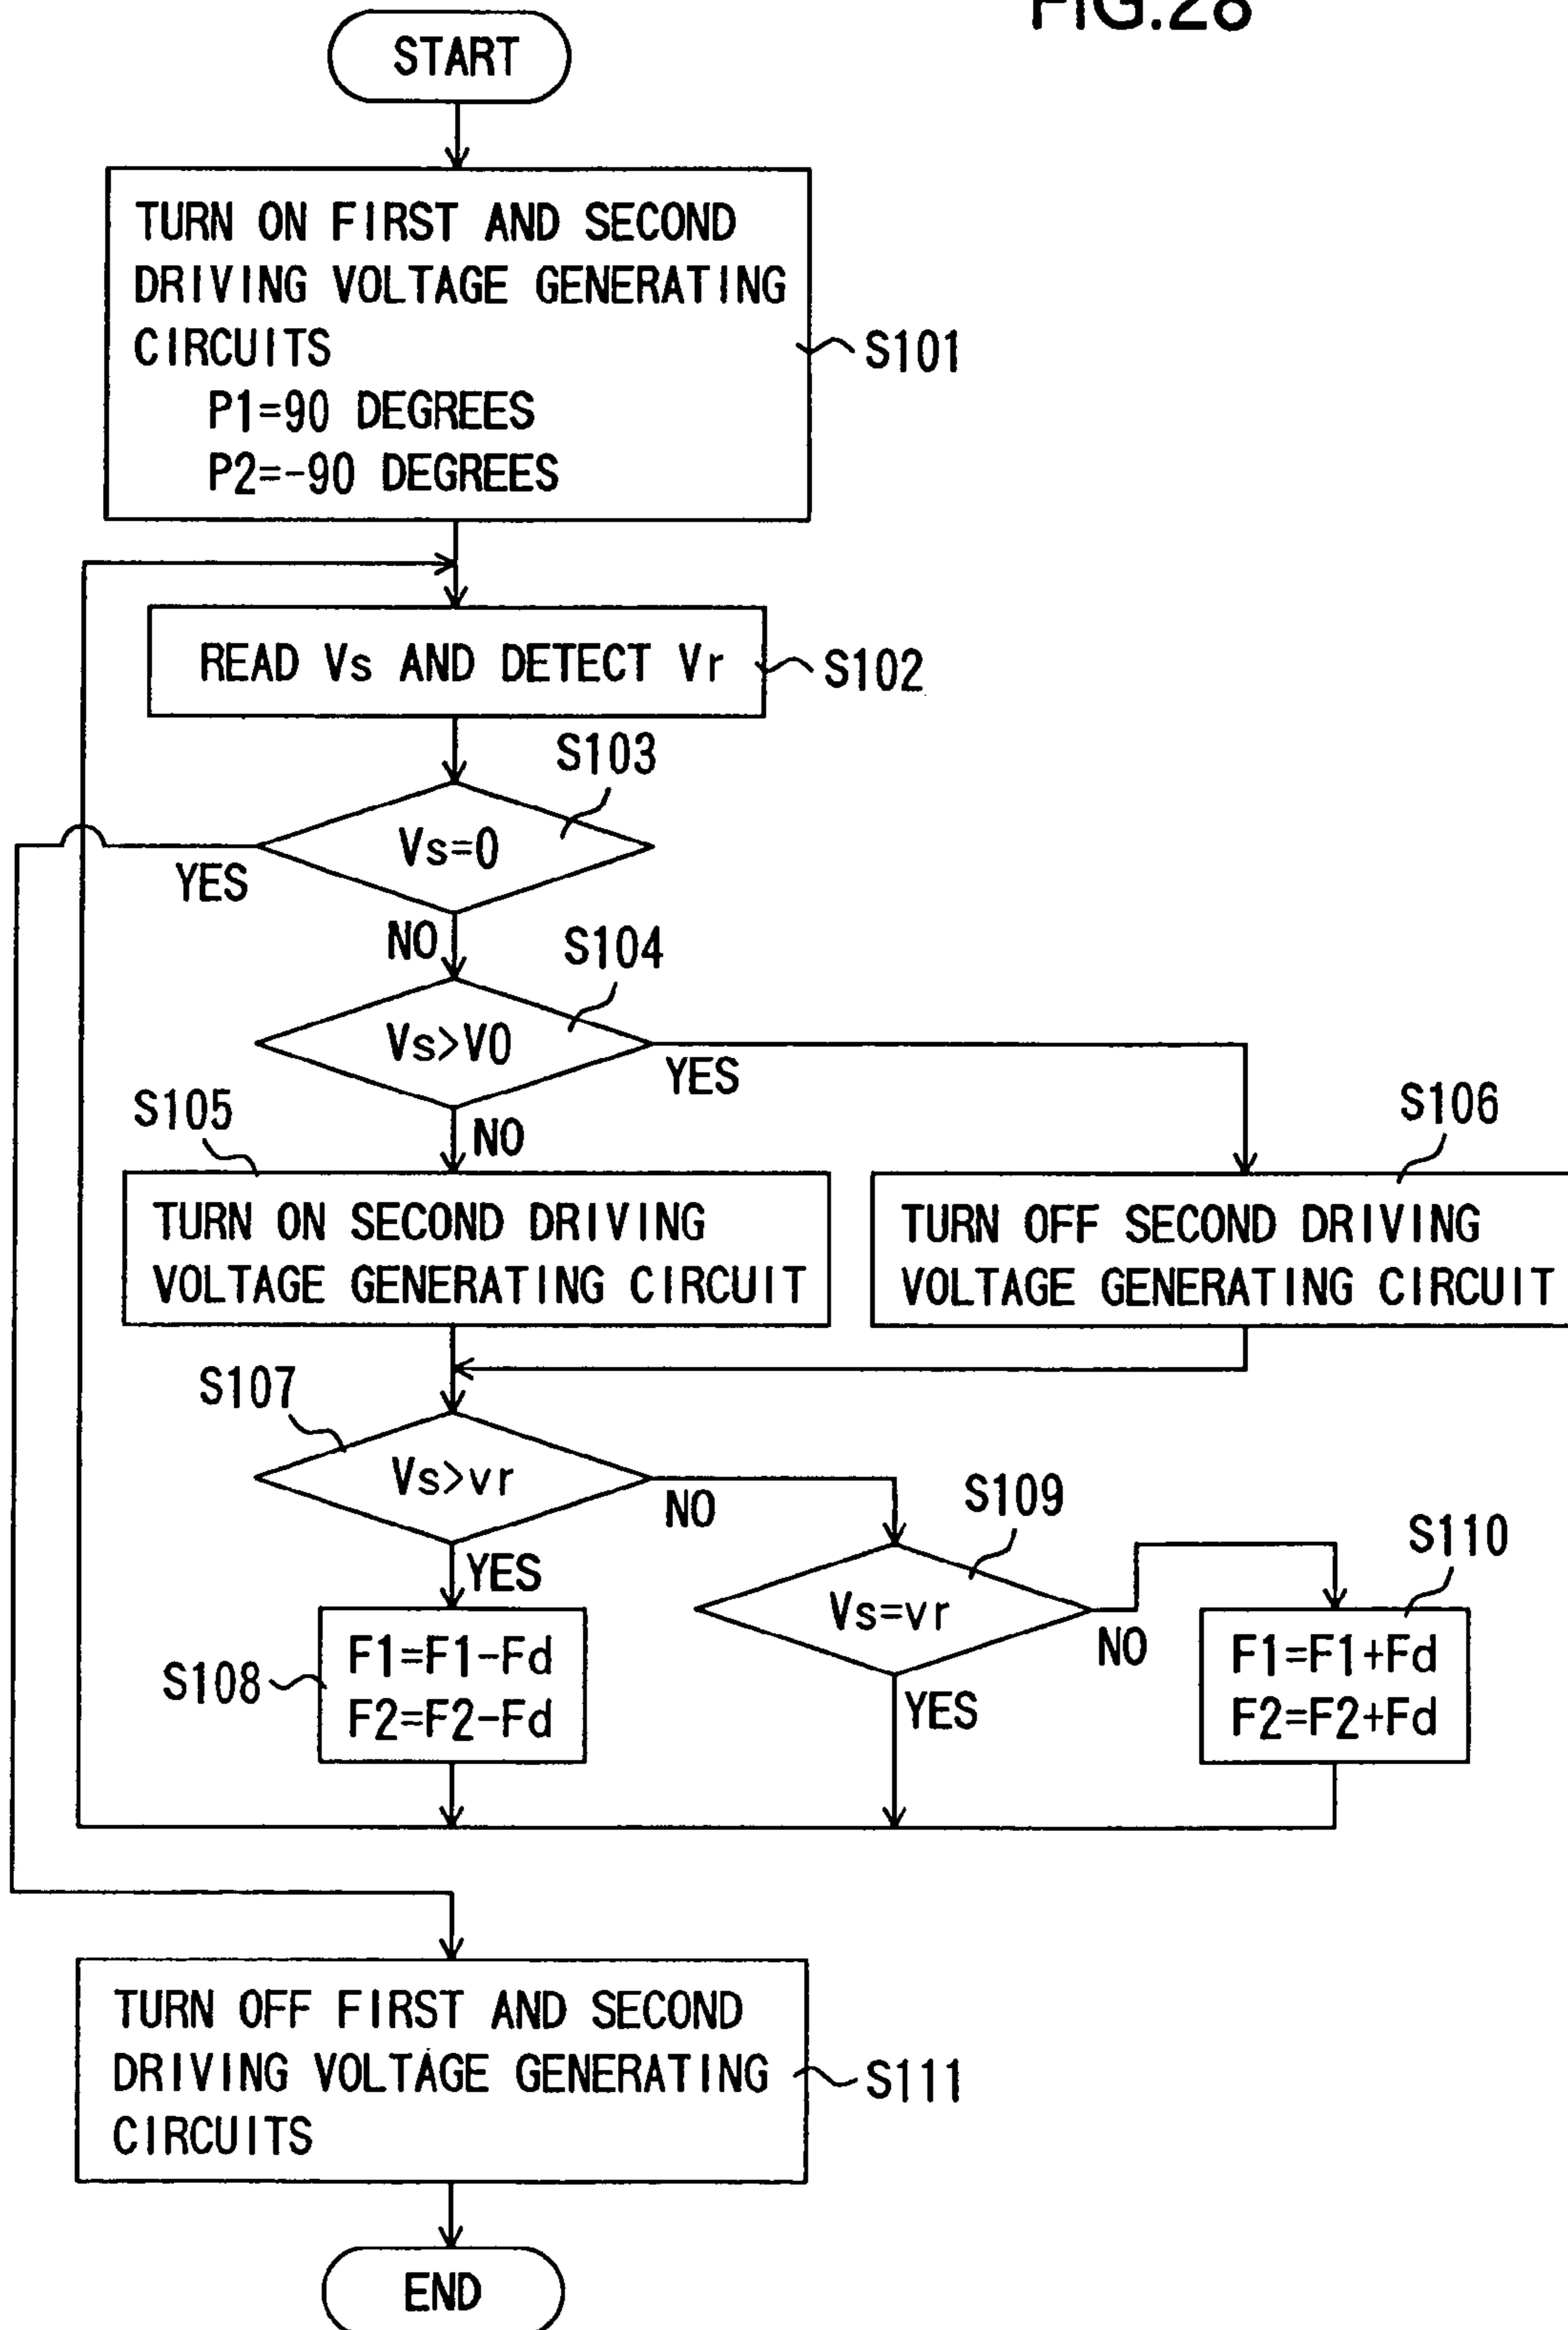 FIG.28
START
TURN ON FIRST AND SECOND
DRIVING VOLTAGE GENERATING
CIRCUITS
P1=90 DEGREES
P2=-90 DEGREES
S101
READ Vs AND DETECT Vr
S102
S103
Vs=0
YES
NO
S104
Vs>V0
YES
NO
S105
TURN ON SECOND DRIVING
VOLTAGE GENERATING CIRCUIT
S106
TURN OFF SECOND DRIVING
VOLTAGE GENERATING CIRCUIT
S107
Vs>vr
NO
YES
S108
F1=F1-Fd
F2=F2-Fd
S109
Vs=vr
NO
YES
S110
F1=F1+Fd
F2=F2+Fd
TURN OFF FIRST AND SECOND
DRIVING VOLTAGE GENERATING
CIRCUITS
S111
END